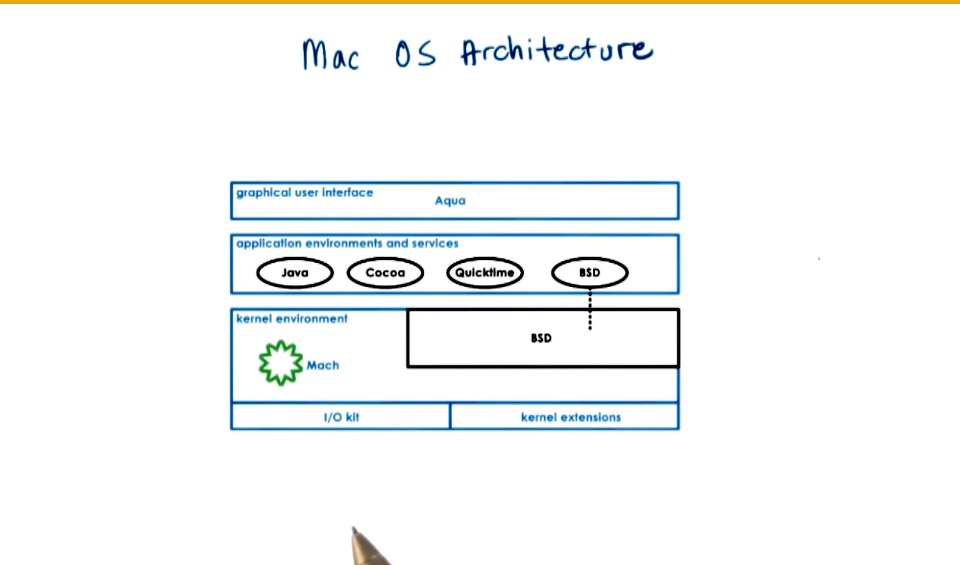 Mac OS Architecture
graphical user interface
Aqua
application environments and services
Java
Cocoa
Quicktime
BSD
kernel environment
BSD
Mach
I/O kit
kernel extensions